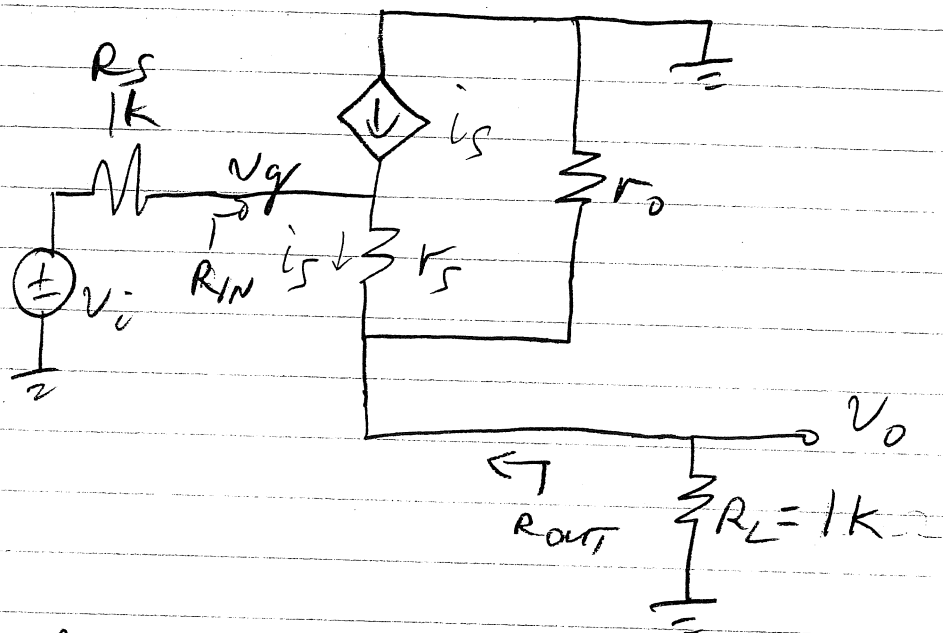 Rs
1K
is
vg
ro
RIN
is ↓
rs
+
vi
vo
ROUT
RL = 1K